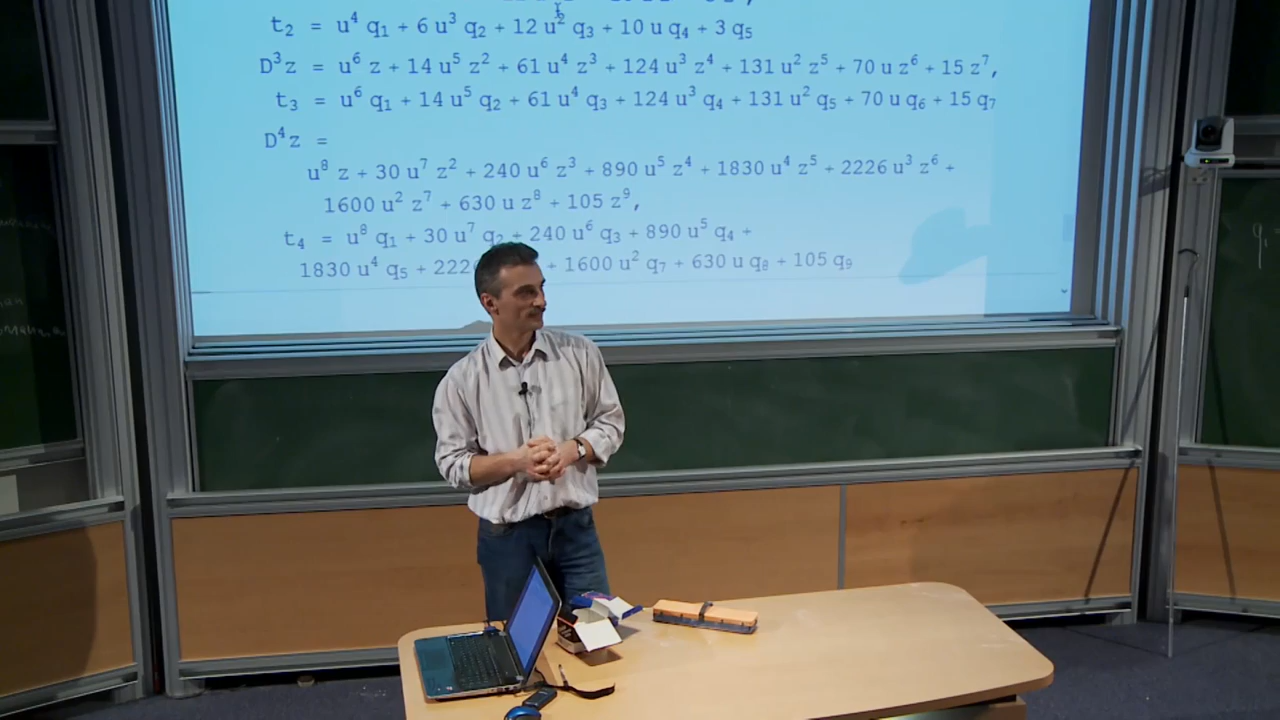 t₂ = u⁴ q₁ + 6 u³ q₂ + 12 u² q₃ + 10 u q₄ + 3 q₅
D³z = u⁶ z + 14 u⁵ z² + 61 u⁴ z³ + 124 u³ z⁴ + 131 u² z⁵ + 70 u z⁶ + 15 z⁷,
t₃ = u⁶ q₁ + 14 u⁵ q₂ + 61 u⁴ q₃ + 124 u³ q₄ + 131 u² q₅ + 70 u q₆ + 15 q₇
D⁴z =
u⁸ z + 30 u⁷ z² + 240 u⁶ z³ + 890 u⁵ z⁴ + 1830 u⁴ z⁵ + 2226 u³ z⁶ +
1600 u² z⁷ + 630 u z⁸ + 105 z⁹,
t₄ = u⁸ q₁ + 30 u⁷ q₂ + 240 u⁶ q₃ + 890 u⁵ q₄ +
1830 u⁴ q₅ + 222 + 1600 u² q₇ + 630 u q₈ + 105 q₉